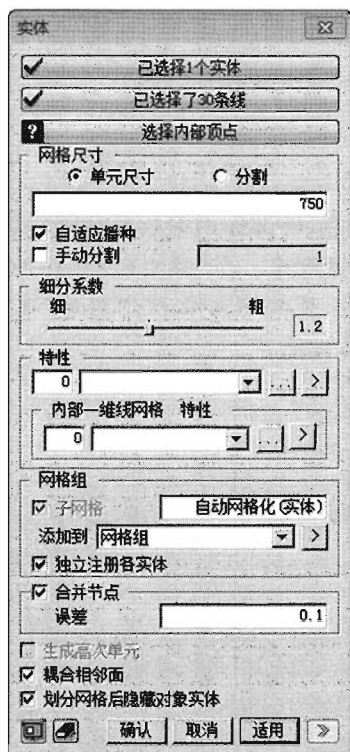 实体
已选择1个实体
已选择了30条线
? 选择内部顶点
网格尺寸
单元尺寸 分割
750
自适应播种
手动分割 1
细分系数
细 粗
1.2
特性
0 ... >
内部一维线网格 特性
0 ... >
网格组
子网格 自动网格化(实体)
添加到 网格组 >
独立注册各实体
合并节点
误差 0.1
生成高次单元
耦合相邻面
划分网格后隐藏对象实体
确认 取消 适用 >>